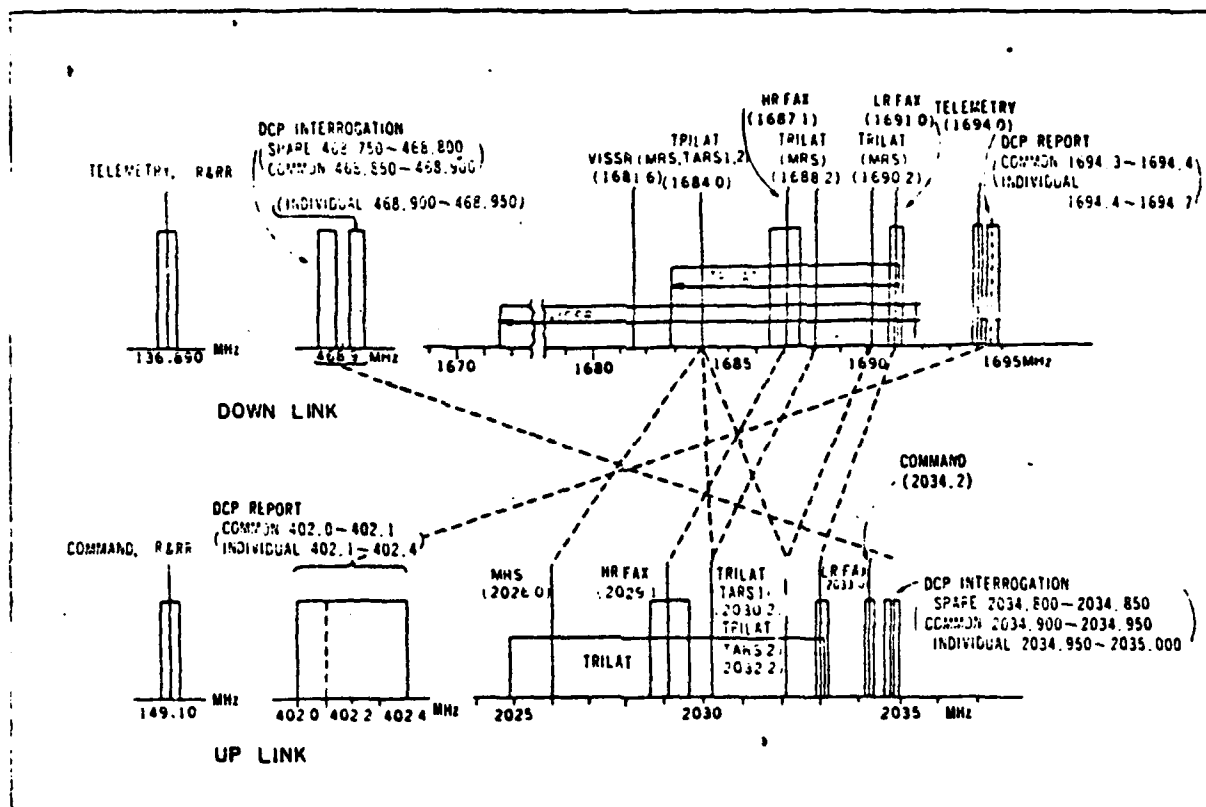 HR FAX
(1687.1)
LR FAX
(1691.0)
TELEMETRY
(1694.0)
DCP INTERROGATION
SPARE 468.750~468.800
COMMON 468.850~468.900
(INDIVIDUAL 468.900~468.950)
TELEMETRY, R&RR
TRILAT
VISSR (MRS, TARS1,2)
(1681.6) (1684.0)
TRILAT
(MRS)
(1688.2)
TRILAT
(MRS)
(1690.2)
DCP REPORT
COMMON 1694.3~1694.4
INDIVIDUAL
1694.4~1694.7
136.690 MHz
MHz
1670
1680
1685
1690
1695MHz
DOWN LINK
COMMAND
(2034.2)
DCP REPORT
COMMON 402.0~402.1
INDIVIDUAL 402.1~402.4
COMMAND, R&RR
MRS
(2026.0)
HR FAX
(2029.1
TRILAT
TARS1
2030.2
TRILAT
TARS2
2032.2)
LR FAX
2033.0
DCP INTERROGATION
SPARE 2034.800~2034.850
COMMON 2034.900~2034.950
INDIVIDUAL 2034.950~2035.000
TRILAT
149.10 MHz
402.0 402.2 402.4 MHz
2025
2030
2035
MHz
UP LINK